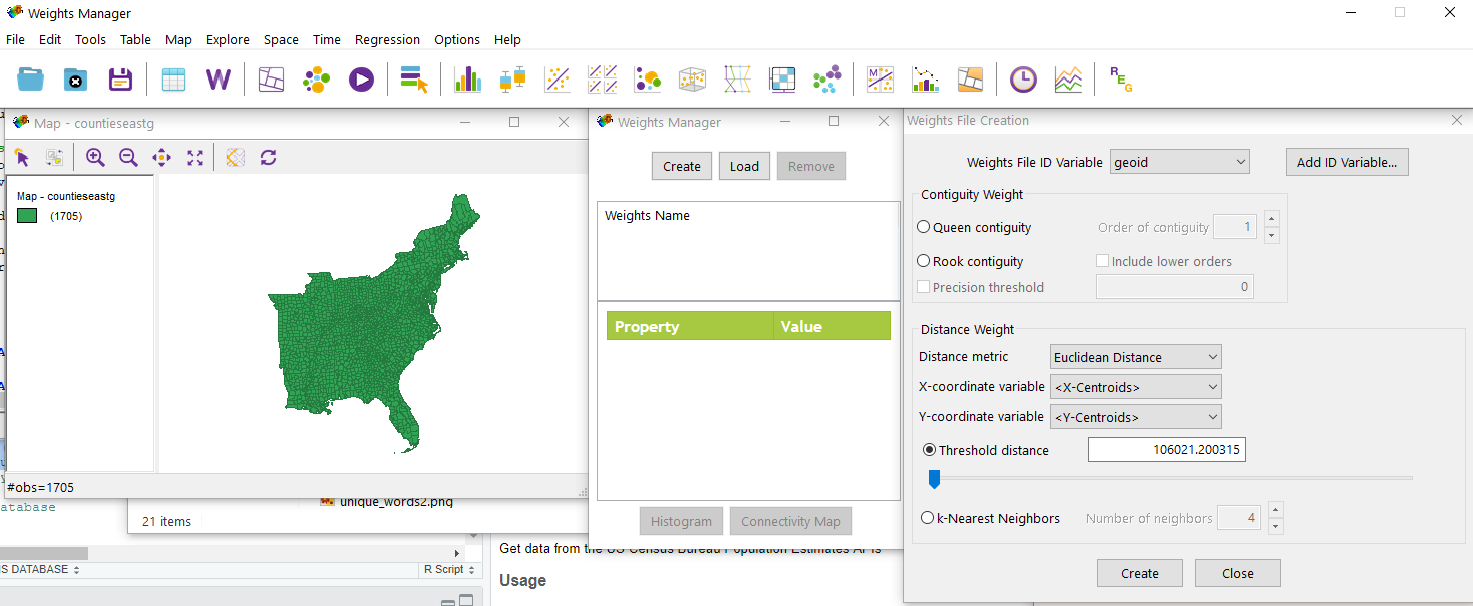 Weights Manager
File Edit Tools Table Map Explore Space Time Regression Options Help
W
M
REG
Map - countieseastg
Map - countieseastg
(1705)
#obs=1705
unique_words2.png
21 items
atabase
S DATABASE
R Script
Get data from the US Census Bureau Population Estimates APIs
Usage
Weights Manager
Create Load Remove
Weights Name
Property Value
Histogram Connectivity Map
Weights File Creation
Weights File ID Variable geoid Add ID Variable...
Contiguity Weight
Queen contiguity Order of contiguity 1
Rook contiguity Include lower orders
Precision threshold 0
Distance Weight
Distance metric Euclidean Distance
X-coordinate variable <X-Centroids>
Y-coordinate variable <Y-Centroids>
Threshold distance 106021.200315
k-Nearest Neighbors Number of neighbors 4
Create Close